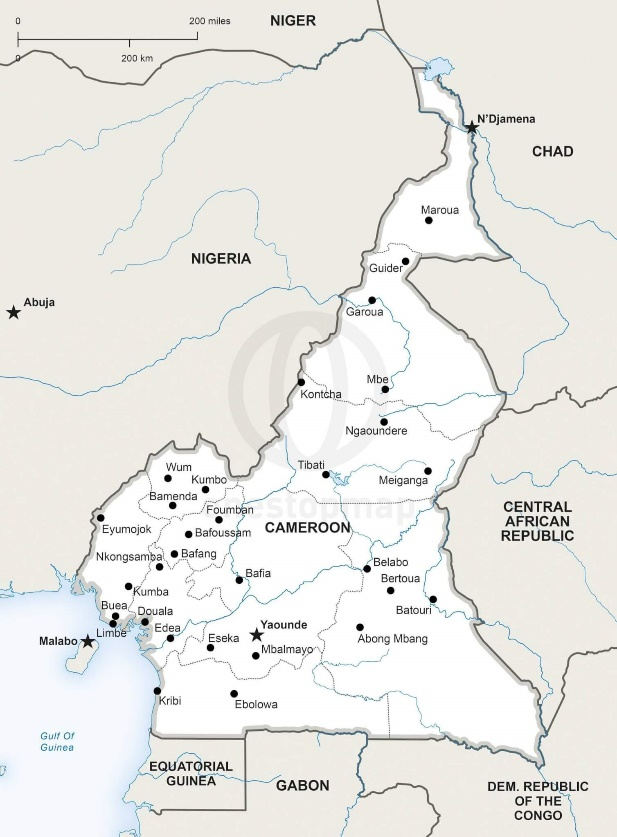 0
200 miles
0
200 km
NIGER
N'Djamena
CHAD
Maroua
NIGERIA
Guider
Abuja
Garoua
Mbe
Kontcha
Ngaoundere
Tibati
Meiganga
Wum
Kumbo
Bamenda
Foumban
onestopmap
CAMEROON
CENTRAL
AFRICAN
REPUBLIC
Eyumojok
Bafoussam
Nkongsamba
Bafang
Belabo
Bafia
Bertoua
Kumba
Batouri
Buea
Douala
Limbe
Edea
Yaounde
Malabo
Eseka
Mbalmayo
Abong Mbang
Kribi
Ebolowa
Gulf Of
Guinea
EQUATORIAL
GUINEA
GABON
DEM. REPUBLIC
OF THE
CONGO